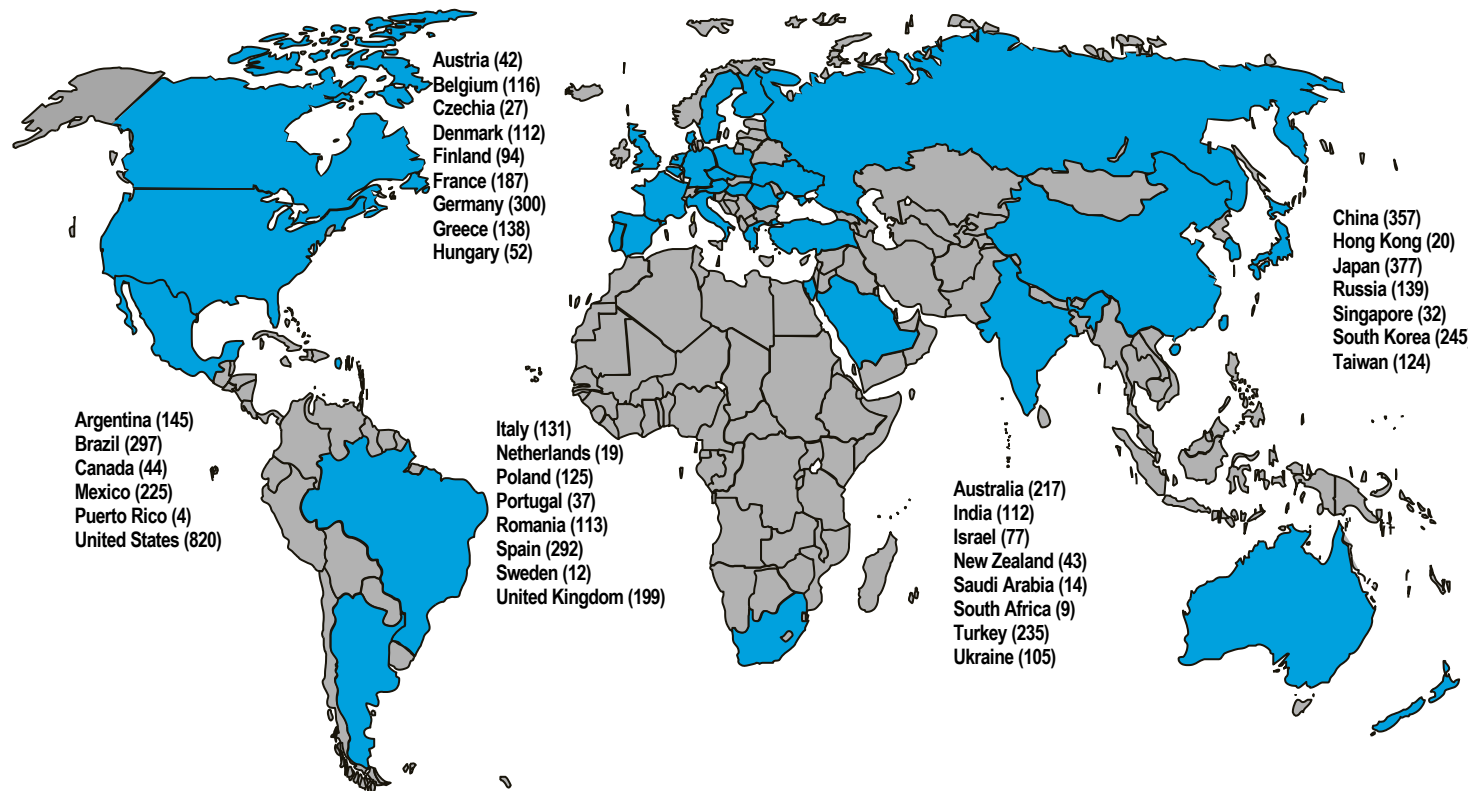 Austria (42)
Belgium (116)
Czechia (27)
Denmark (112)
Finland (94)
France (187)
Germany (300)
Greece (138)
Hungary (52)
China (357)
Hong Kong (20)
Japan (377)
Russia (139)
Singapore (32)
South Korea (245
Taiwan (124)
Argentina (145)
Brazil (297)
Canada (44)
Mexico (225)
Puerto Rico (4)
United States (820)
Italy (131)
Netherlands (19)
Poland (125)
Portugal (37)
Romania (113)
Spain (292)
Sweden (12)
United Kingdom (199)
Australia (217)
India (112)
Israel (77)
New Zealand (43)
Saudi Arabia (14)
South Africa (9)
Turkey (235)
Ukraine (105)